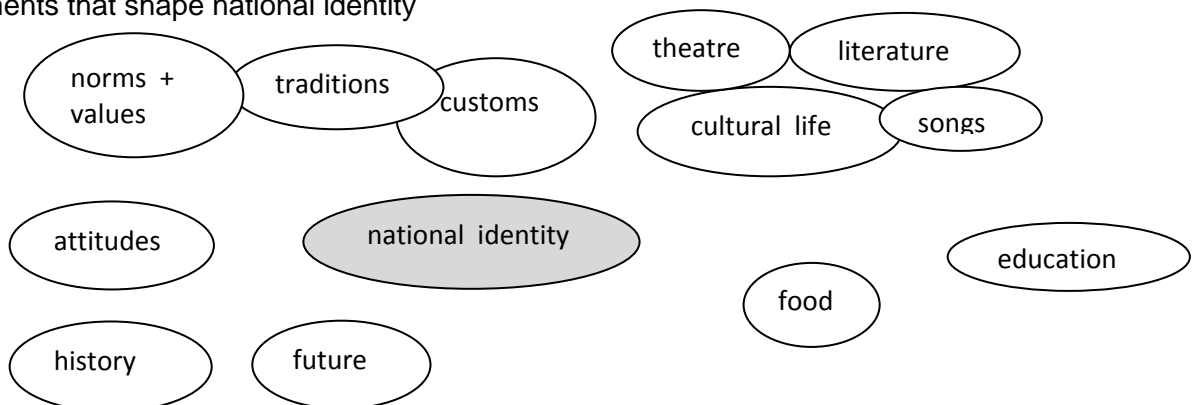 that shape national identity
theatre
literature
norms +
values
traditions
customs
cultural life
songs
attitudes
national identity
education
food
history
future